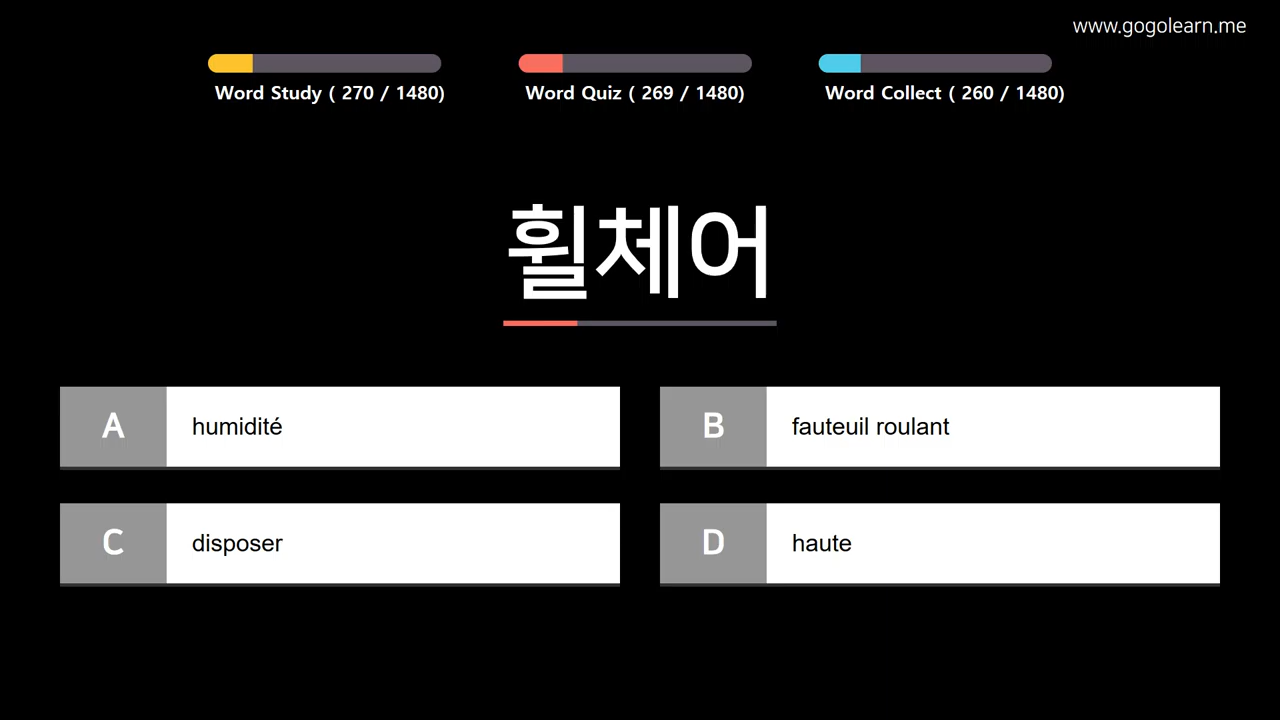 www.gogolearn.me
Word Study ( 270 / 1480)
Word Quiz ( 269 / 1480)
Word Collect ( 260 / 1480)
휠체어
A humidité
B fauteuil roulant
C disposer
D haute